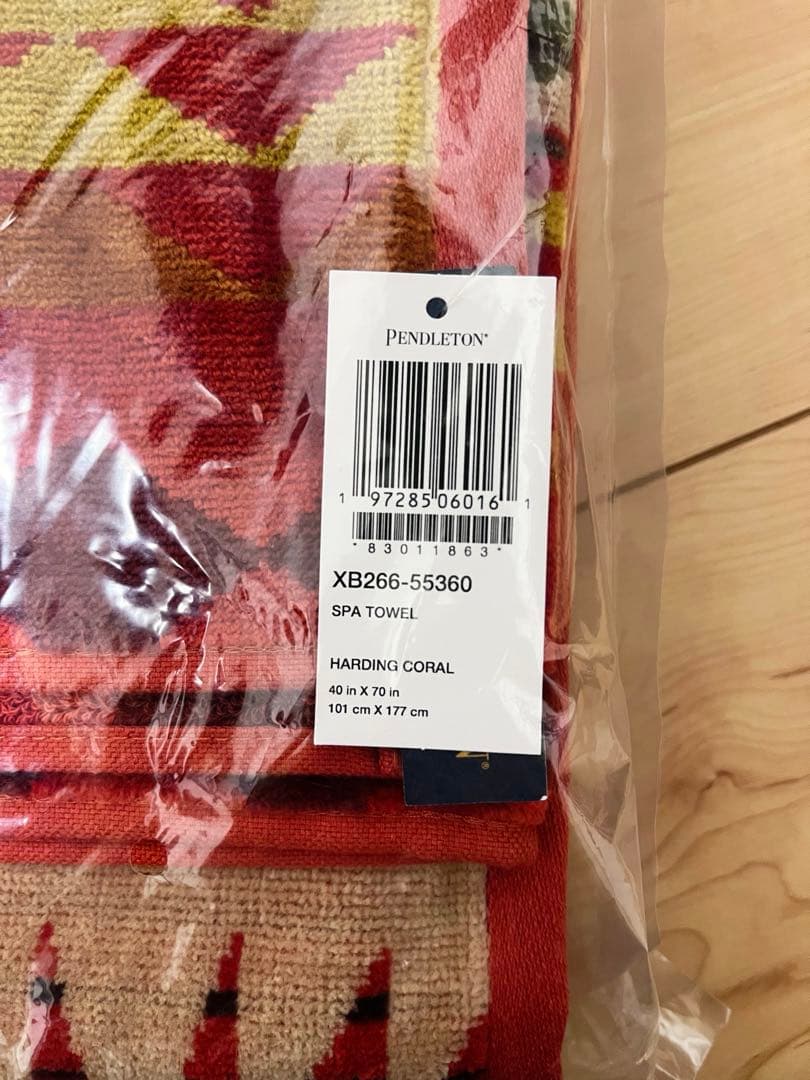 PENDLETON®
1 97285 06016 1
*83011863*
XB266-55360
SPA TOWEL
HARDING CORAL
40 in X 70 in
101 cm X 177 cm
N®